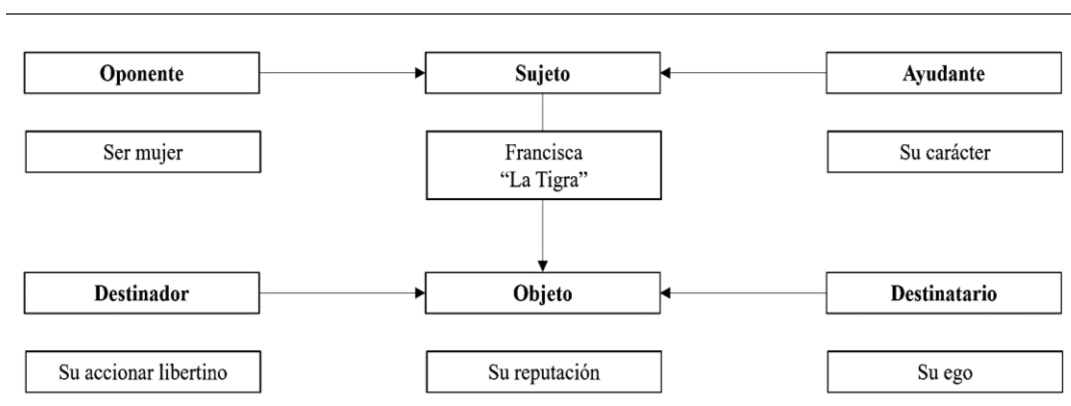 Oponente
Sujeto
Ayudante
Ser mujer
Francisca
“La Tigra”
Su carácter
Destinador
Objeto
Destinatario
Su accionar libertino
Su reputación
Su ego